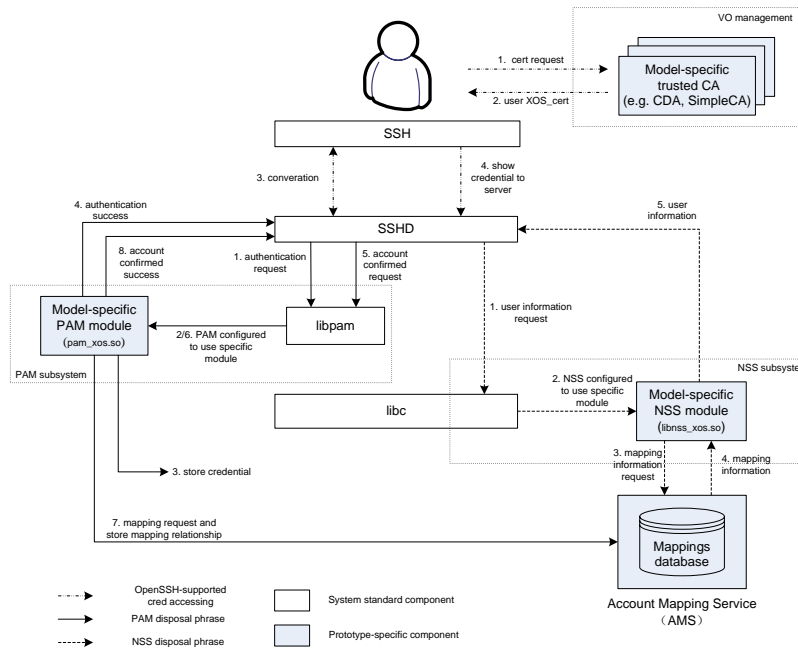 VO management
1. cert request
2. user XOS_cert
Model-specific
trusted CA
(e.g. CDA, SimpleCA)
SSH
3. converation
4. show
credential to
server
4. authentication
success
5. user
information
SSHD
8. account
confirmed
success
1. authentication
request
5. account
confirmed
request
1. user information
request
Model-specific
PAM module
(pam_xos.so)
libpam
2/6. PAM configured
to use specific
module
PAM subsystem
NSS subsyste
2. NSS configured
to use specific
module
libc
Model-specific
NSS module
(libnss_xos.so)
3. mapping
information
request
4. mapping
information
3. store credential
7. mapping request and
store mapping relationship
Mappings
database
Account Mapping Service
(AMS)
OpenSSH-supported
cred accessing
System standard component
PAM disposal phrase
NSS disposal phrase
Prototype-specific component